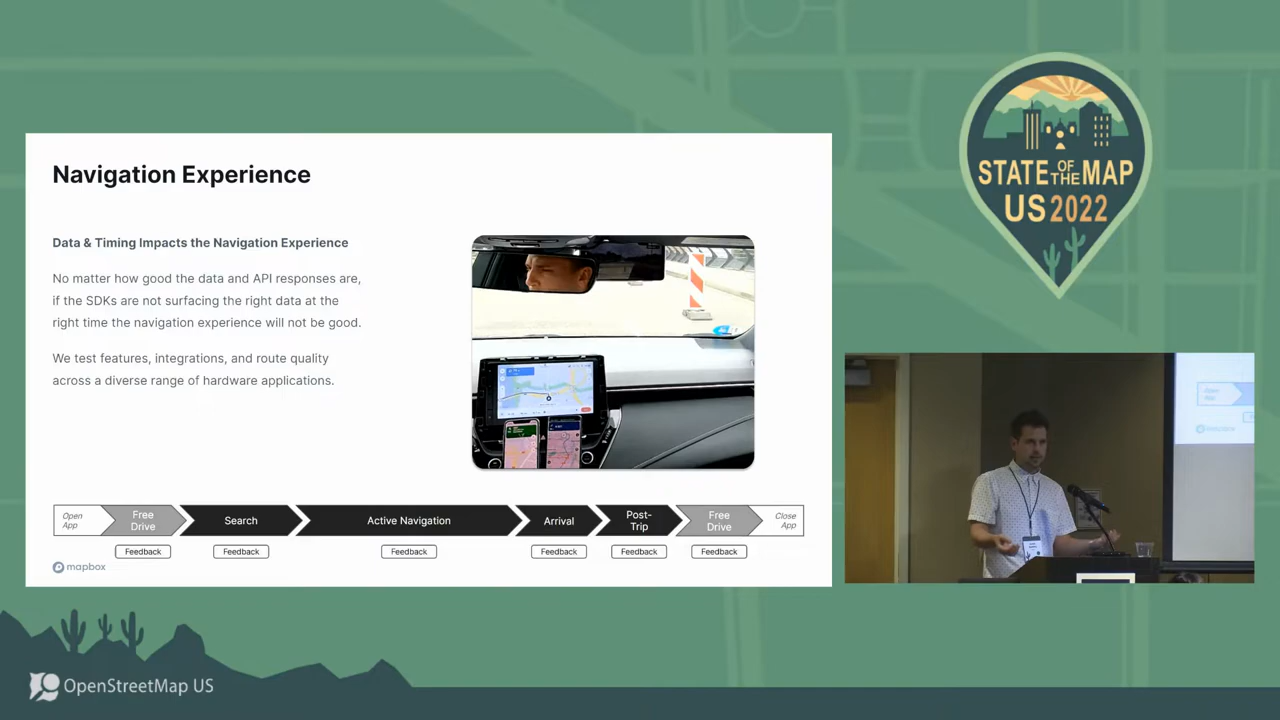 Navigation Experience
Data & Timing Impacts the Navigation Experience
No matter how good the data and API responses are,
if the SDKs are not surfacing the right data at the
right time the navigation experience will not be good.
We test features, integrations, and route quality
across a diverse range of hardware applications.
Open
App
Free
Drive
Search
Active Navigation
Arrival
Post-
Trip
Free
Drive
Close
App
Feedback
Feedback
Feedback
Feedback
Feedback
Feedback
mapbox
STATE OF THE MAP
US 2022
Open
App
OpenStreetMap US